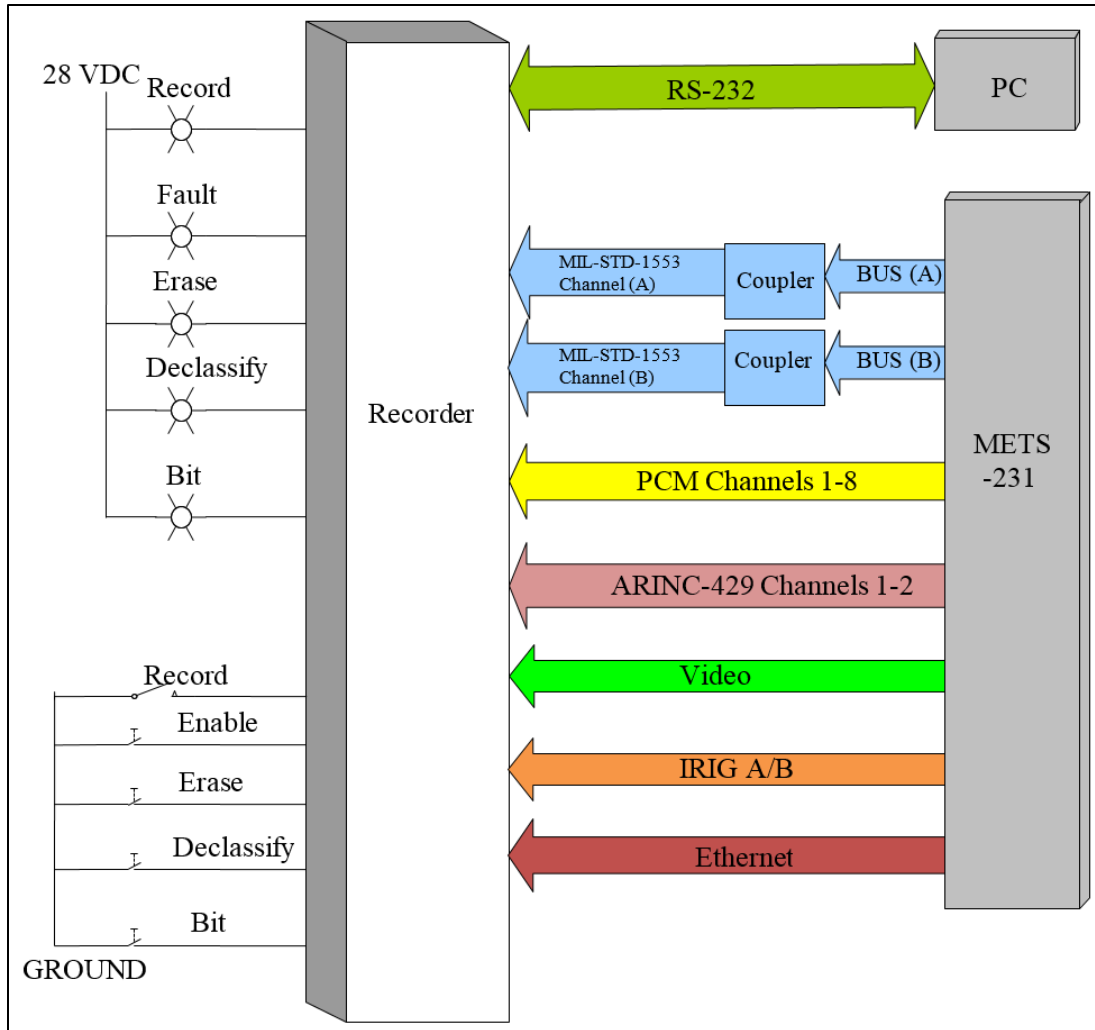 28 VDC
Record
Fault
Erase
Declassify
Bit
Record
Enable
Erase
Declassify
Bit
GROUND
Recorder
RS-232
PC
MIL-STD-1553
Channel (A)
Coupler
BUS (A)
MIL-STD-1553
Channel (B)
Coupler
BUS (B)
PCM Channels 1-8
ARINC-429 Channels 1-2
Video
IRIG A/B
Ethernet
METS
-231